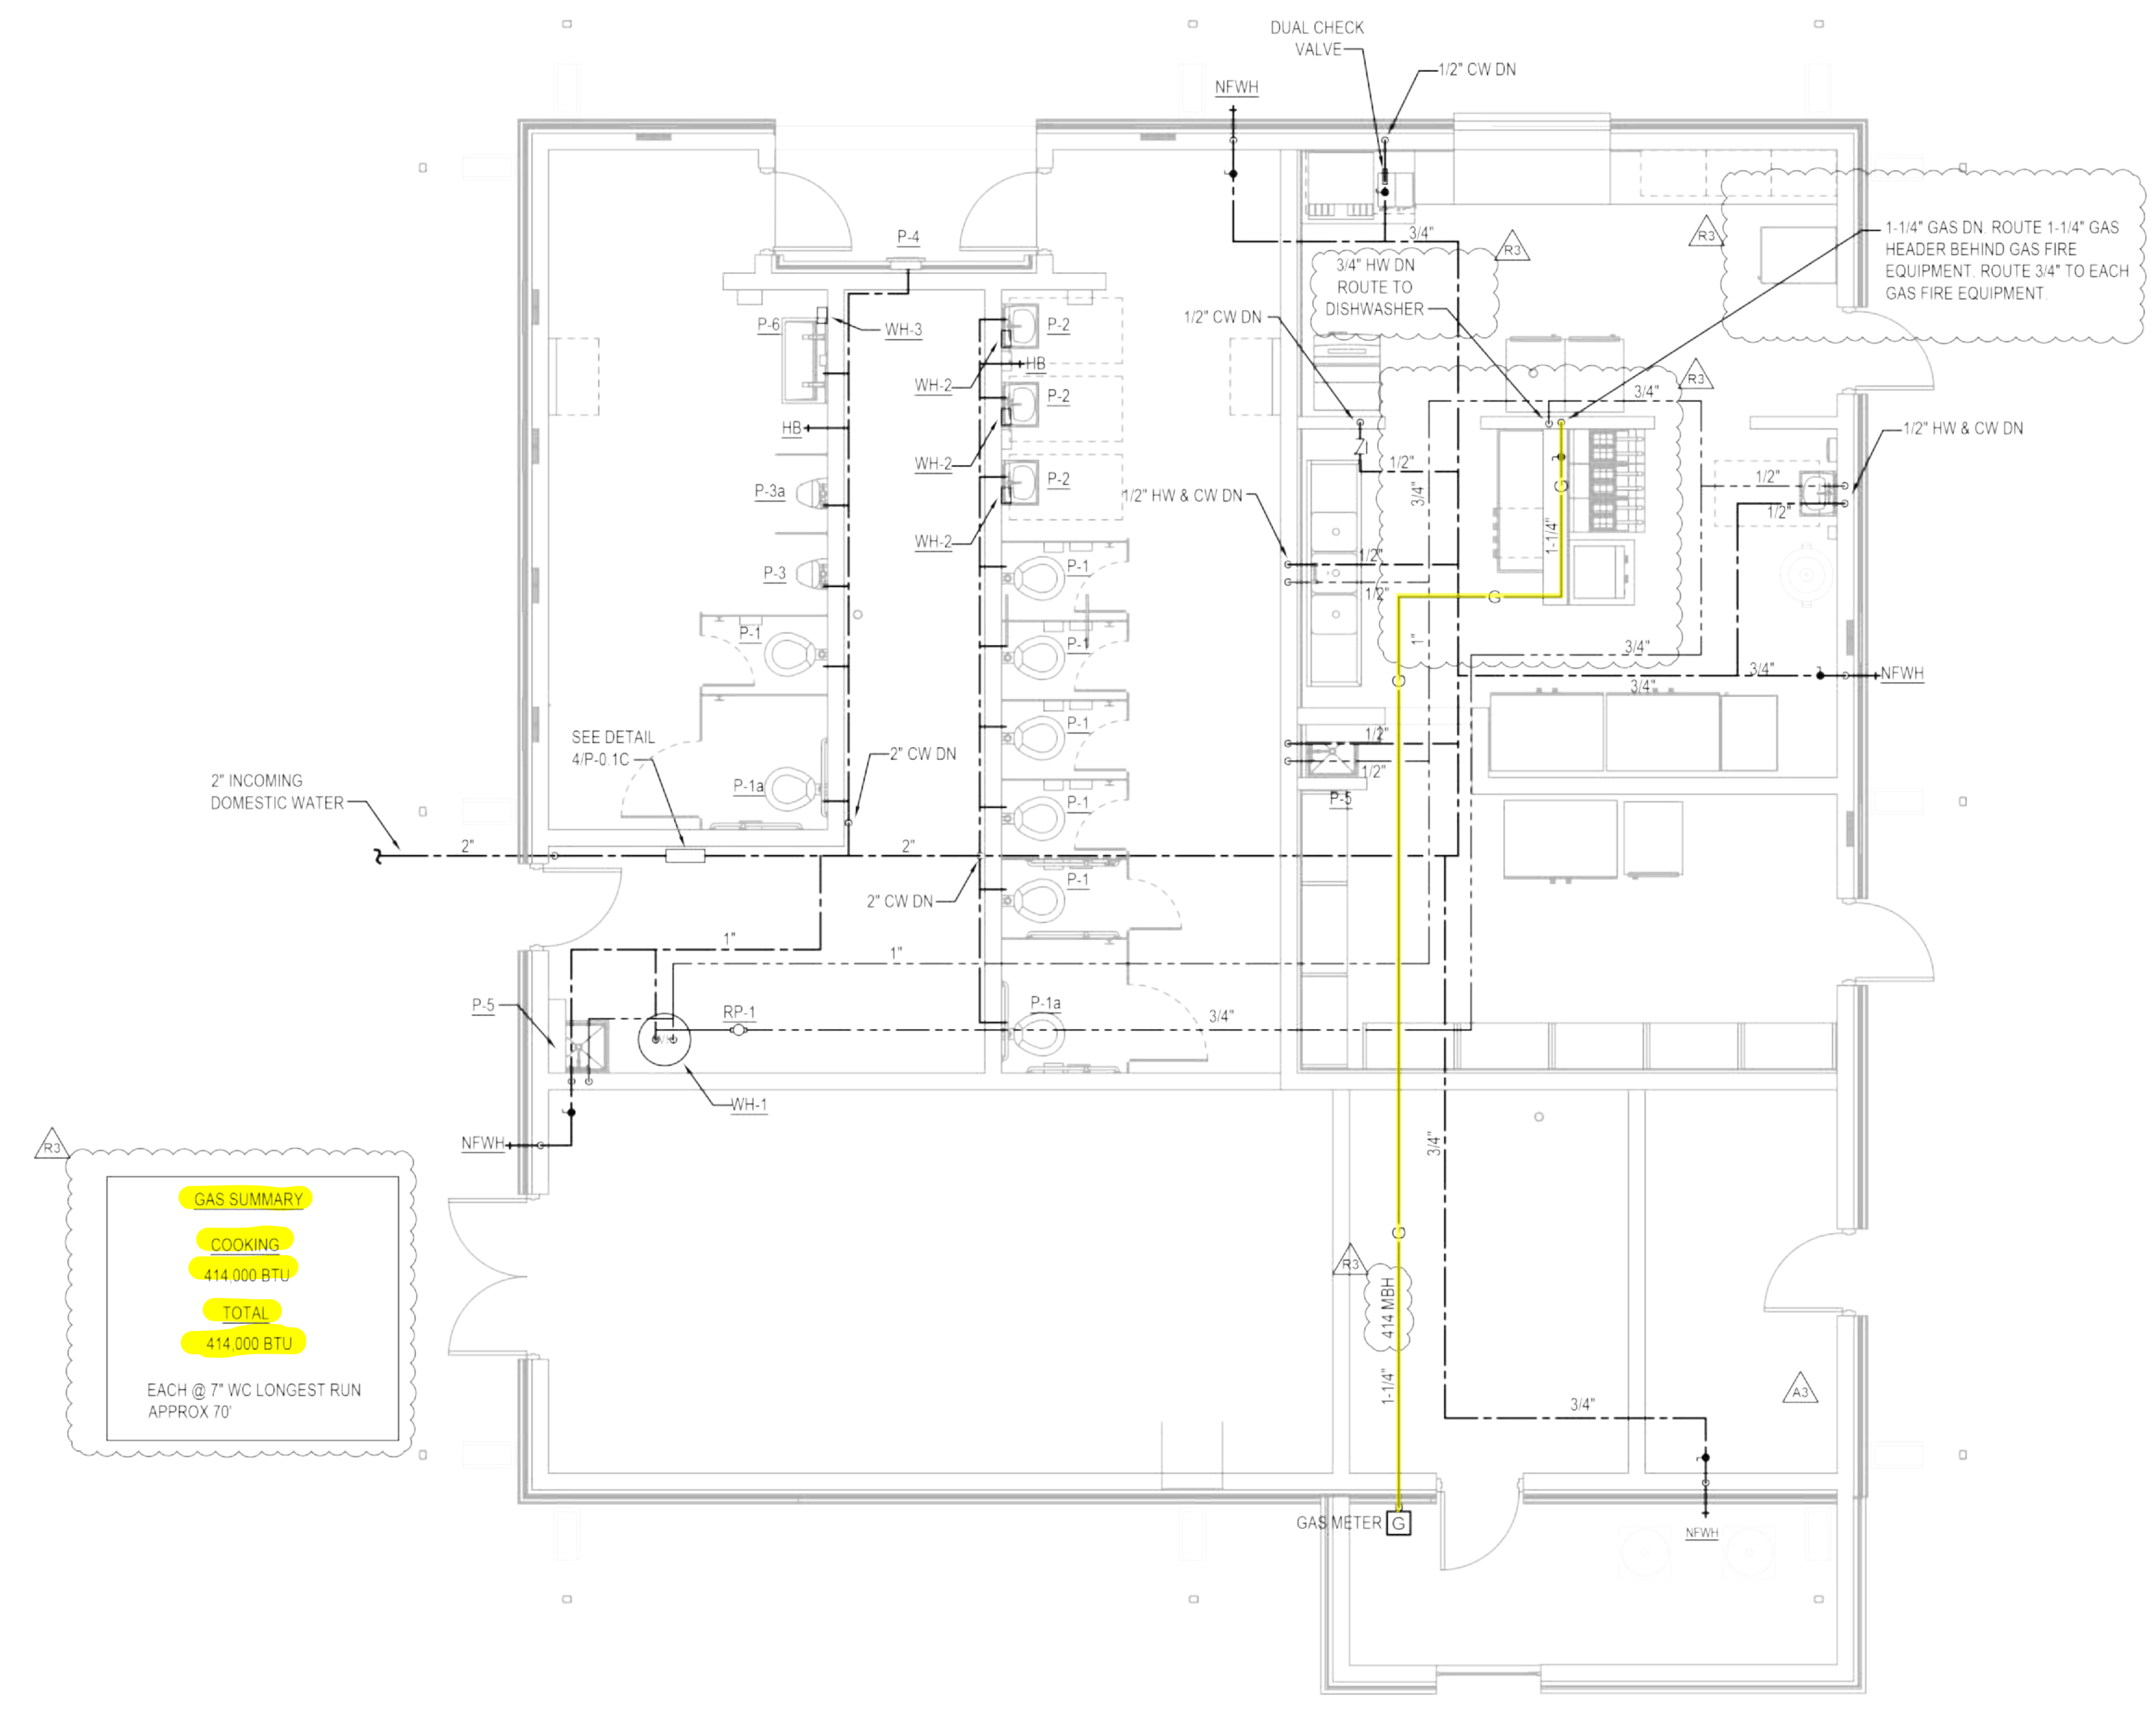 DUAL CHECK
VALVE
1/2" CW DN
NFWH
3/4"
R3
R3
1-1/4" GAS DN. ROUTE 1-1/4" GAS
HEADER BEHIND GAS FIRE
EQUIPMENT. ROUTE 3/4" TO EACH
GAS FIRE EQUIPMENT.
P-4
3/4" HW DN
ROUTE TO
DISHWASHER
1/2" CW DN
P-6
WH-3
P-2
HB
WH-2
R3
3/4"
P-2
HB
1/2" HW & CW DN
WH-2
1/2"
P-2
1/2"
P-3a
1/2" HW & CW DN
3/4"
G
1/2"
WH-2
1-1/4"
1/2"
P-3
P-1
1/2"
G
P-1
P-1
1"
3/4"
3/4"
NFWH
G
3/4"
P-1
1/2"
SEE DETAIL
4/P-0.1C
2" CW DN
1/2"
P-1a
P-5
2" INCOMING
DOMESTIC WATER
P-1
2"
2"
P-1
2" CW DN
1"
1"
P-5
RP-1
P-1a
3/4"
WH-1
NFWH
3/4"
R3
GAS SUMMARY
COOKING
414,000 BTU
TOTAL
414,000 BTU
EACH @ 7" WC LONGEST RUN
APPROX 70'
G
R3
414 MBH
1-1/4"
A3
3/4"
GAS METER G
NFWH